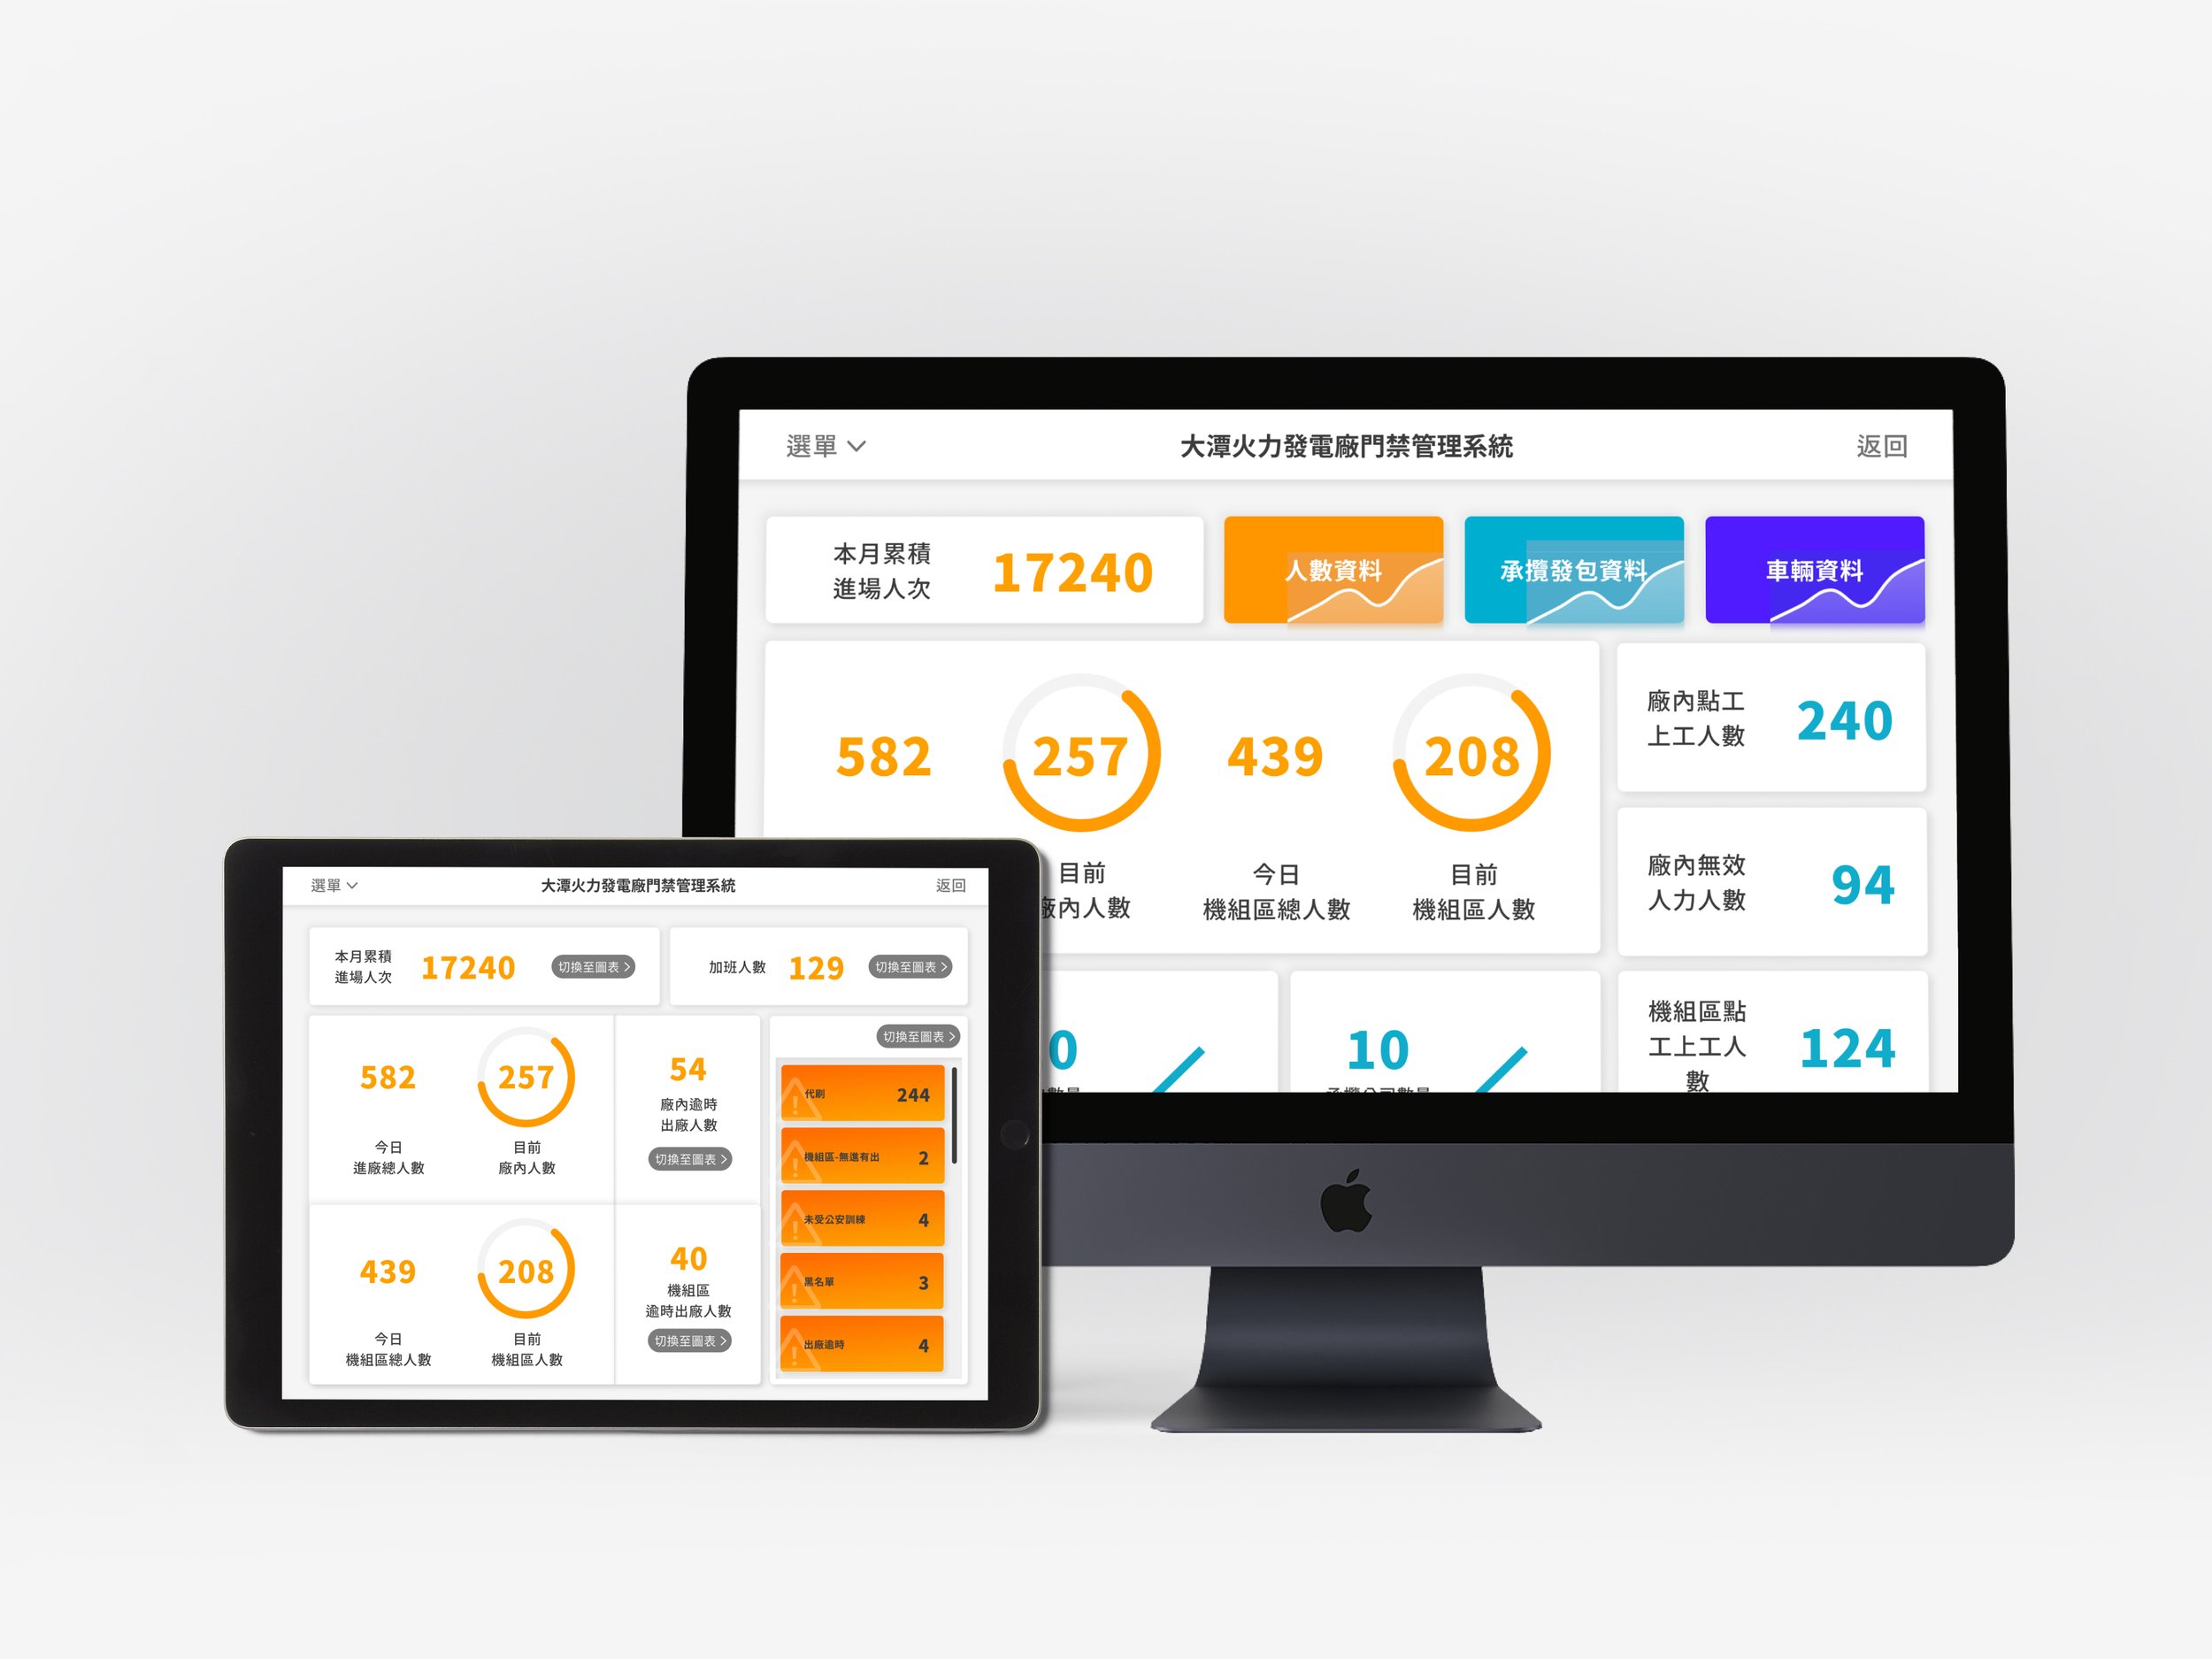 選單
大潭火力發電廠門禁管理系統
返回
本月累積
進場人次
17240
人數資料
承攬發包資料
車輛資料
582
257
439
208
目前
廠內人數
今日
機組區總人數
目前
機組區人數
廠內點工
上工人數
240
廠內無效
人力人數
94
0
數量
10
承攬公司數量
機組區點
工上工人
數
124
選單
大潭火力發電廠門禁管理系統
返回
本月累積
進場人次
17240
切換至圖表
加班人數
129
切換至圖表
582
今日
進廠總人數
257
目前
廠內人數
54
廠內逾時
出廠人數
切換至圖表
439
今日
機組區總人數
208
目前
機組區人數
40
機組區
逾時出廠人數
切換至圖表
切換至圖表
代刷 244
機組區-無進有出 2
未受公安訓練 4
黑名單 3
出廠逾時 4